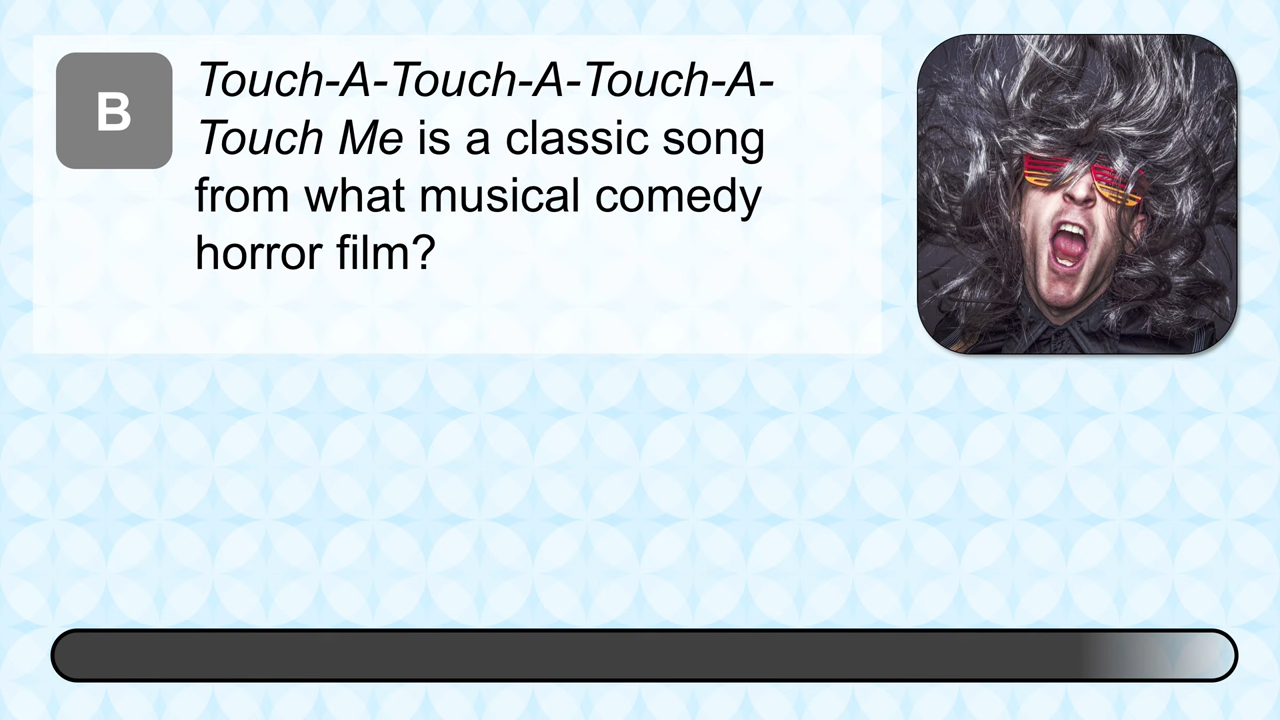 B
Touch-A-Touch-A-Touch-A-
Touch Me is a classic song
from what musical comedy
horror film?